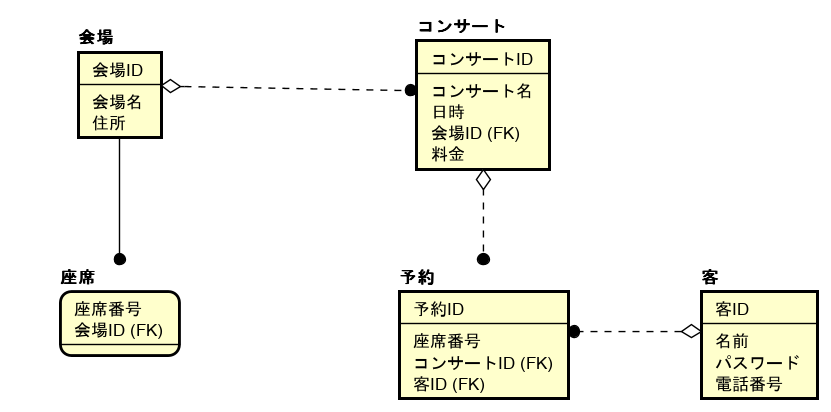 会場
会場ID
会場名
住所
コンサート
コンサートID
コンサート名
日時
会場ID (FK)
料金
座席
座席番号
会場ID (FK)
予約
予約ID
座席番号
コンサートID (FK)
客ID (FK)
客
客ID
名前
パスワード
電話番号